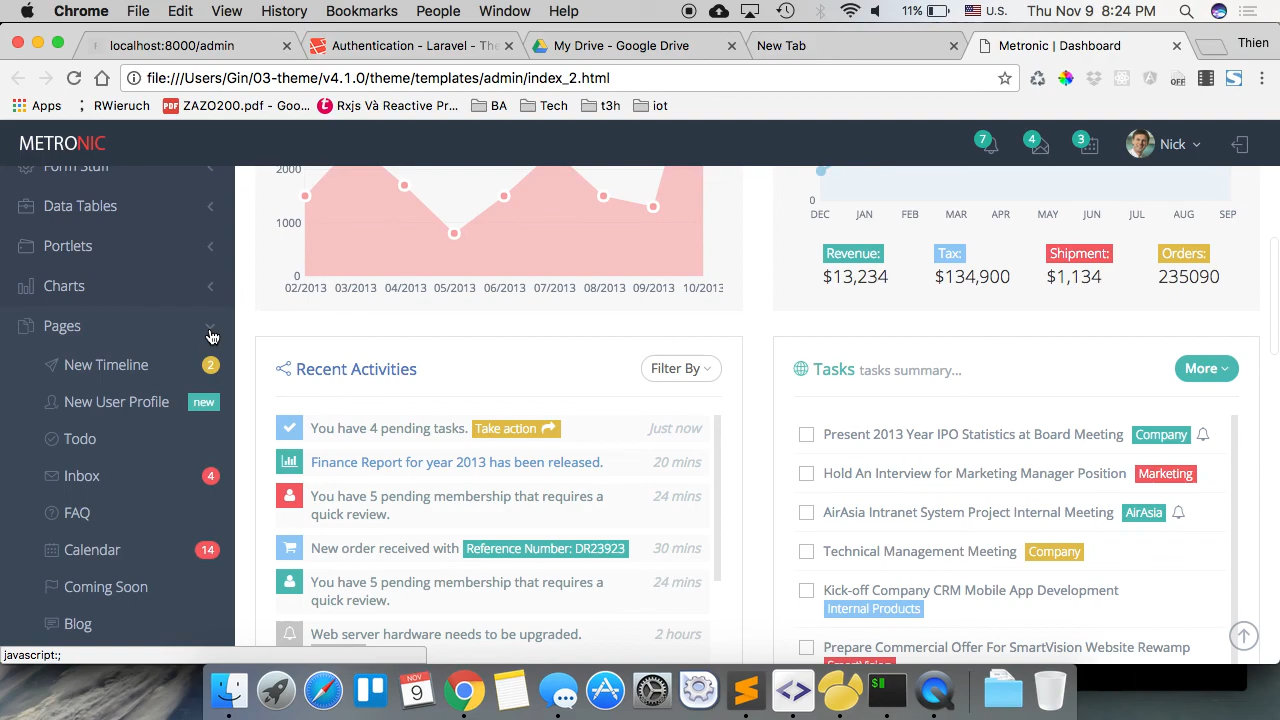 Chrome File Edit View History Bookmarks People Window Help 11% U.S. Thu Nov 9 8:24 PM
localhost:8000/admin Authentication - Laravel - The My Drive - Google Drive New Tab Metronic | Dashboard Thien
file:///Users/Gin/03-theme/v4.1.0/theme/templates/admin/index_2.html OFF
Apps RWieruch ZAZO200.pdf - Goo... Rxjs Và Reactive Pr... BA Tech t3h iot
METRONIC 7 4 3 Nick
Form Stuff
Data Tables
Portlets
Charts
Pages
New Timeline 2
New User Profile new
Todo
Inbox 4
FAQ
Calendar 14
Coming Soon
Blog
javascript:;
2000
1000
0
02/2013 03/2013 04/2013 05/2013 06/2013 07/2013 08/2013 09/2013 10/2013
0
DEC JAN FEB MAR APR MAY JUN JUL AUG SEP
Revenue: Tax: Shipment: Orders:
$13,234 $134,900 $1,134 235090
Recent Activities Filter By
You have 4 pending tasks. Take action Just now
Finance Report for year 2013 has been released. 20 mins
You have 5 pending membership that requires a 24 mins
quick review.
New order received with Reference Number: DR23923 30 mins
You have 5 pending membership that requires a 24 mins
quick review.
Web server hardware needs to be upgraded. 2 hours
Tasks tasks summary... More
Present 2013 Year IPO Statistics at Board Meeting Company
Hold An Interview for Marketing Manager Position Marketing
AirAsia Intranet System Project Internal Meeting AirAsia
Technical Management Meeting Company
Kick-off Company CRM Mobile App Development
Internal Products
Prepare Commercial Offer For SmartVision Website Rewamp
SmartVision
NOV
9